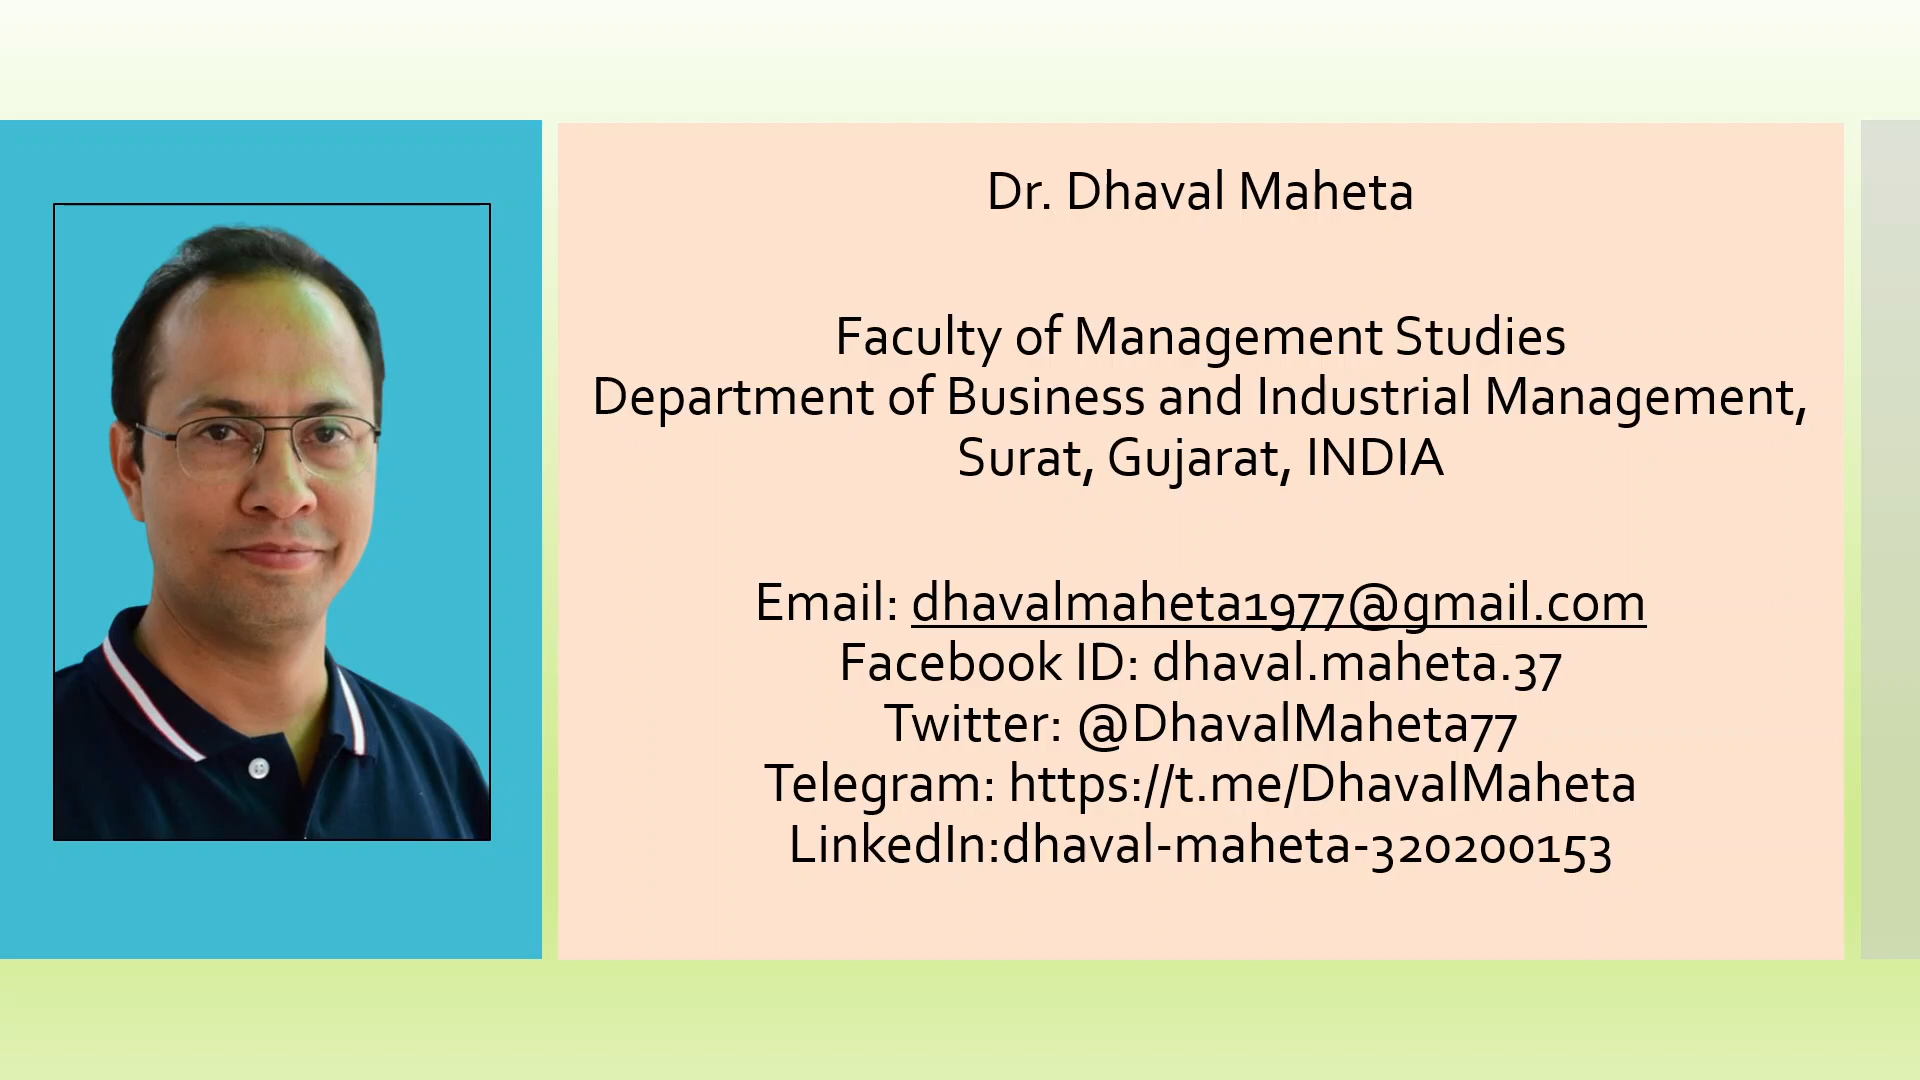 Dr. Dhaval Maheta
Faculty of Management Studies
Department of Business and Industrial Management,
Surat, Gujarat, INDIA
Email: dhavalmaheta1977@gmail.com
Facebook ID: dhaval.maheta.37
Twitter: @DhavalMaheta77
Telegram: https://t.me/DhavalMaheta
LinkedIn:dhaval-maheta-320200153